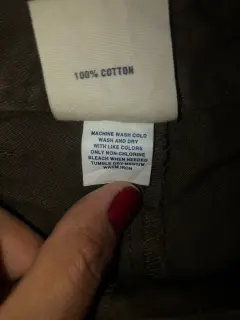 100% COTTON
MACHINE WASH COLD
WASH AND DRY
WITH LIKE COLORS
ONLY NON-CHLORINE
BLEACH WHEN NEEDED
TUMBLE DRY MEDIUM
WARM IRON